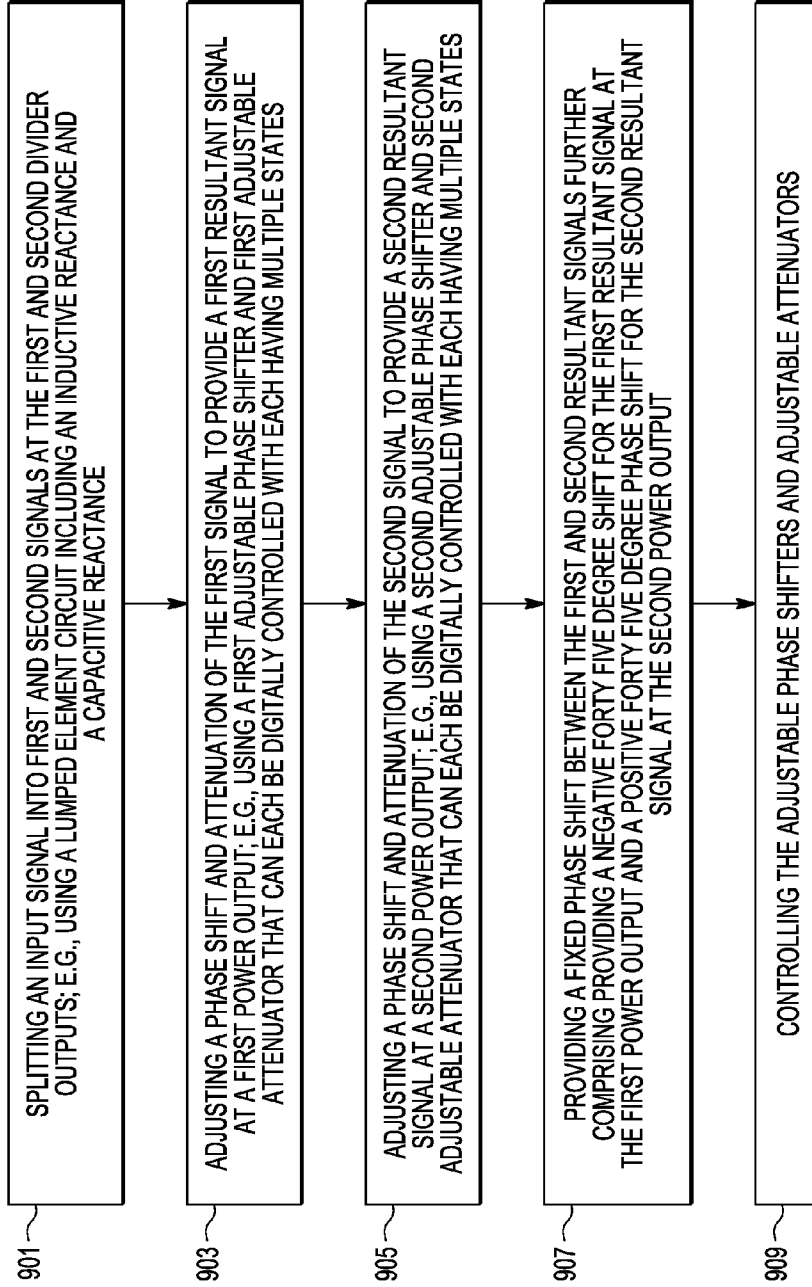 901
SPLITTING AN INPUT SIGNAL INTO FIRST AND SECOND SIGNALS AT THE FIRST AND SECOND DIVIDER
OUTPUTS; E.G., USING A LUMPED ELEMENT CIRCUIT INCLUDING AN INDUCTIVE REACTANCE AND
A CAPACITIVE REACTANCE
903
ADJUSTING A PHASE SHIFT AND ATTENUATION OF THE FIRST SIGNAL TO PROVIDE A FIRST RESULTANT SIGNAL
AT A FIRST POWER OUTPUT; E.G., USING A FIRST ADJUSTABLE PHASE SHIFTER AND FIRST ADJUSTABLE
ATTENUATOR THAT CAN EACH BE DIGITALLY CONTROLLED WITH EACH HAVING MULTIPLE STATES
905
ADJUSTING A PHASE SHIFT AND ATTENUATION OF THE SECOND SIGNAL TO PROVIDE A SECOND RESULTANT
SIGNAL AT A SECOND POWER OUTPUT; E.G., USING A SECOND ADJUSTABLE PHASE SHIFTER AND SECOND
ADJUSTABLE ATTENUATOR THAT CAN EACH BE DIGITALLY CONTROLLED WITH EACH HAVING MULTIPLE STATES
907
PROVIDING A FIXED PHASE SHIFT BETWEEN THE FIRST AND SECOND RESULTANT SIGNALS FURTHER
COMPRISING PROVIDING A NEGATIVE FORTY FIVE DEGREE SHIFT FOR THE FIRST RESULTANT SIGNAL AT
THE FIRST POWER OUTPUT AND A POSITIVE FORTY FIVE DEGREE PHASE SHIFT FOR THE SECOND RESULTANT
SIGNAL AT THE SECOND POWER OUTPUT
909
CONTROLLING THE ADJUSTABLE PHASE SHIFTERS AND ADJUSTABLE ATTENUATORS